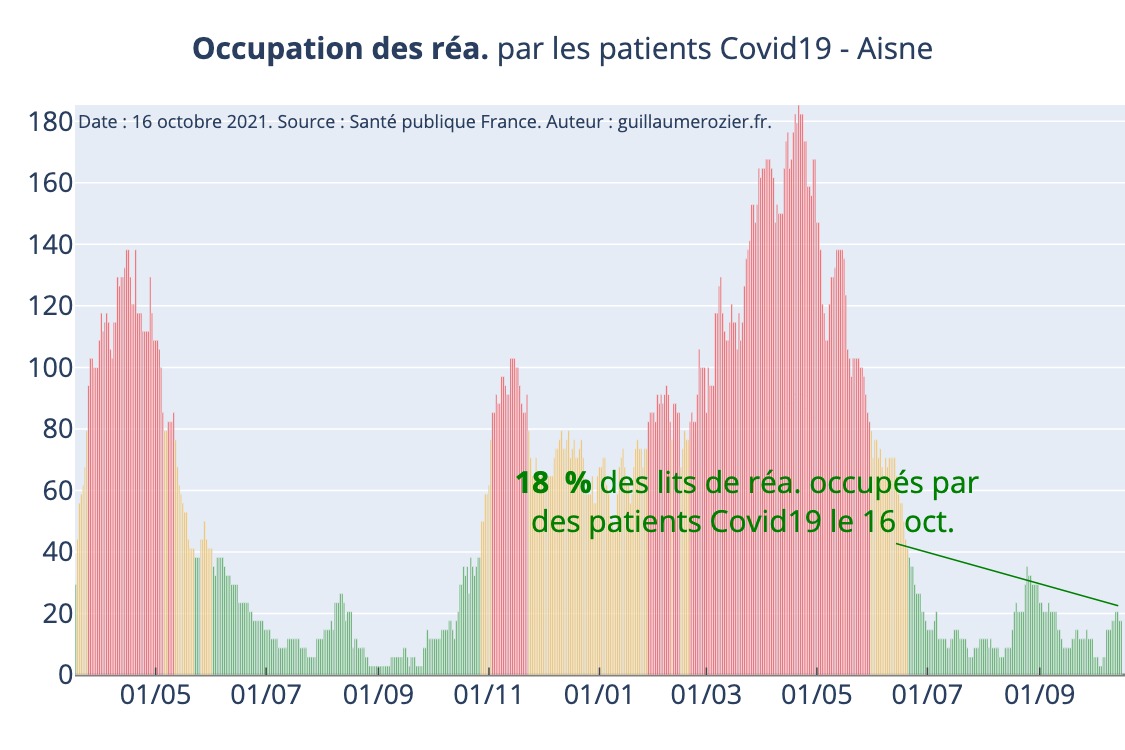 Occupation des réa. par les patients Covid19 - Aisne
Date : 16 octobre 2021. Source : Santé publique France. Auteur : guillaumerozier.fr.
180
160
140
120
100
80
60
40
20
0
18 % des lits de réa. occupés par
des patients Covid19 le 16 oct.
01/05 01/07 01/09 01/11 01/01 01/03 01/05 01/07 01/09